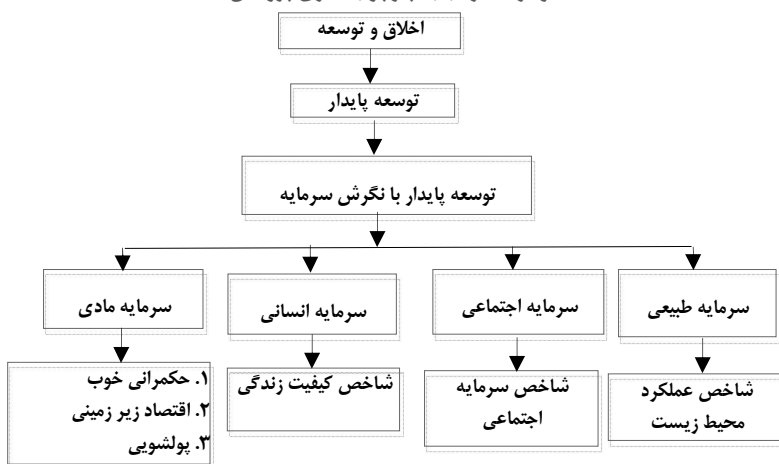 اخلاق و توسعه
توسعه پایدار
توسعه پایدار با نگرش سرمایه
سرمایه طبیعی
سرمایه اجتماعی
سرمایه انسانی
سرمایه مادی
شاخص عملکرد
محیط زیست
شاخص سرمایه
اجتماعی
شاخص کیفیت زندگی
۱. حکمرانی خوب
۲. اقتصاد زیر زمینی
۳. پولشویی